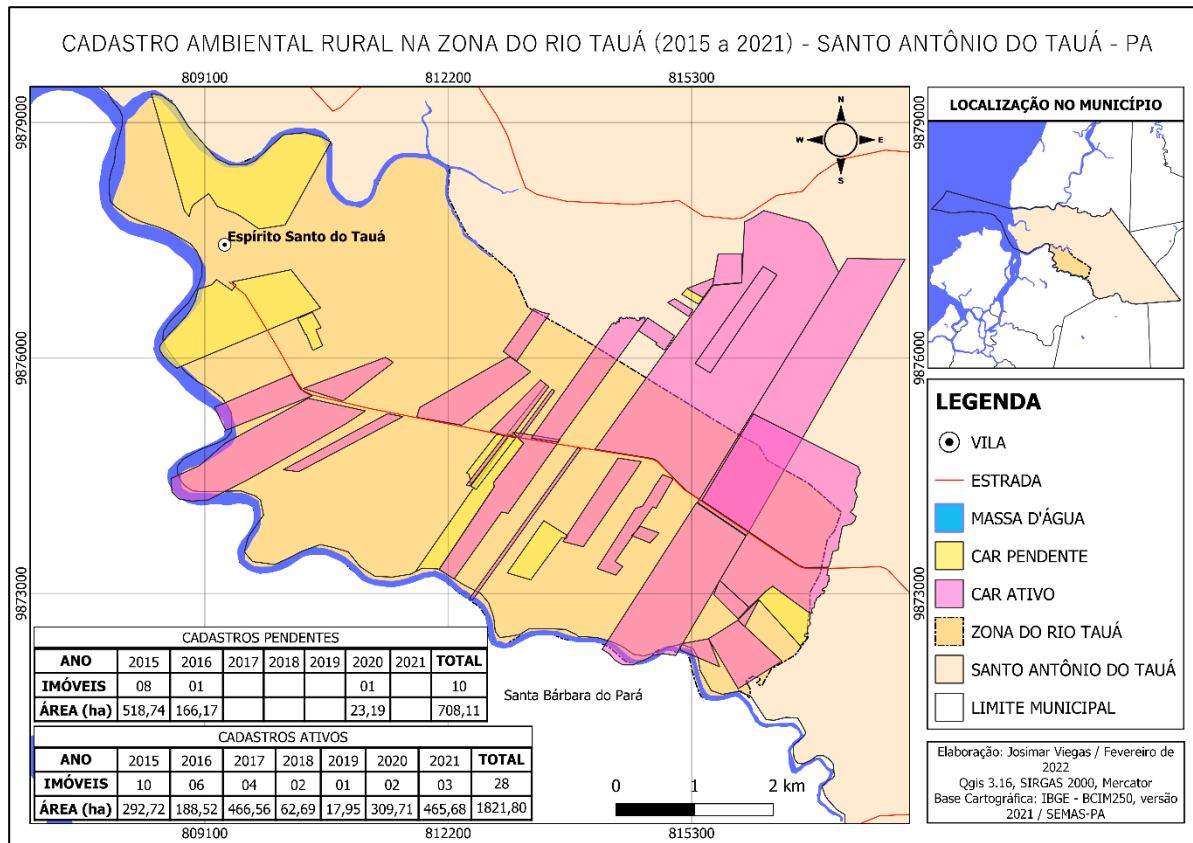 CADASTRO AMBIENTAL RURAL NA ZONA DO RIO TAUÁ (2015 a 2021) - SANTO ANTÔNIO DO TAUÁ - PA
809100 812200 815300
9879000 9879000
N
W E
S
Espírito Santo do Tauá
9876000 9876000
9873000 9873000
Santa Bárbara do Pará
CADASTROS PENDENTES
ANO 2015 2016 2017 2018 2019 2020 2021 TOTAL
IMÓVEIS 08 01 01 10
ÁREA (ha) 518,74 166,17 23,19 708,11
CADASTROS ATIVOS
ANO 2015 2016 2017 2018 2019 2020 2021 TOTAL
IMÓVEIS 10 06 04 02 01 02 03 28
ÁREA (ha) 292,72 188,52 466,56 62,69 17,95 309,71 465,68 1821,80
0 1 2 km
809100 812200 815300
LOCALIZAÇÃO NO MUNICÍPIO
LEGENDA
VILA
ESTRADA
MASSA D'ÁGUA
CAR PENDENTE
CAR ATIVO
ZONA DO RIO TAUÁ
SANTO ANTÔNIO DO TAUÁ
LIMITE MUNICIPAL
Elaboração: Josimar Viegas / Fevereiro de
2022
Qgis 3.16, SIRGAS 2000, Mercator
Base Cartográfica: IBGE - BCIM250, versão
2021 / SEMAS-PA